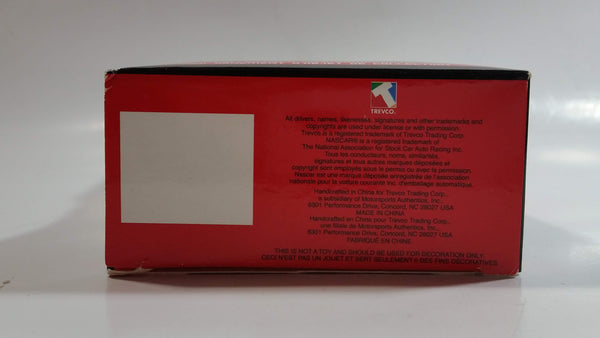 TREVCO.
All drivers, names, likenesses, signatures and other trademarks and
copyrights are used under license or with permission.
Trevco is a registered trademark of Trevco Trading Corp.
NASCAR® is a registered trademark of
The National Association for Stock Car Auto Racing Inc.
Tous les conducteurs, noms, similarités,
signatures et tous autres marques déposées et
copyright sont employés sous le permis ou avec la permission.
Nascar est une marque déposée enregistrée de l'association
nationale pour la voiture courante inc. d'emballage automatique.
Handcrafted in China for Trevco Trading Corp.,
a subsidiary of Motorsports Authentics, Inc.,
6301 Performance Drive, Concord, NC 28027 USA
MADE IN CHINA
Handcrafted en Chine pour Trevco Trading Corp.,
une filiale de Motorsports Authentics, Inc.,
6301 Performance Drive, Concord, NC 28027 USA
FABRIQUÉ EN CHINE
THIS IS NOT A TOY AND SHOULD BE USED FOR DECORATION ONLY.
CECI N'EST PAS UN JOUET ET SERT SEULEMENT À DES FINS DÉCORATIVES